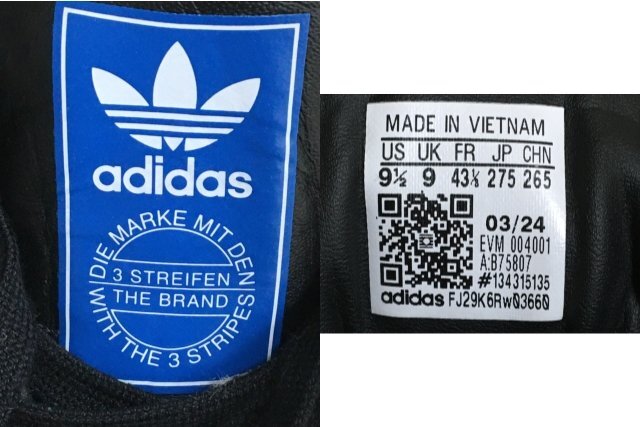 adidas
DIE MARKE MIT DEN
3 STREIFEN
THE BRAND
WITH THE 3 STRIPES
MADE IN VIETNAM
US UK FR JP CHN
9½ 9 43⅓ 275 265
03/24
EVM 004001
A:B75807
#134315135
adidas FJ29K6Rw03660